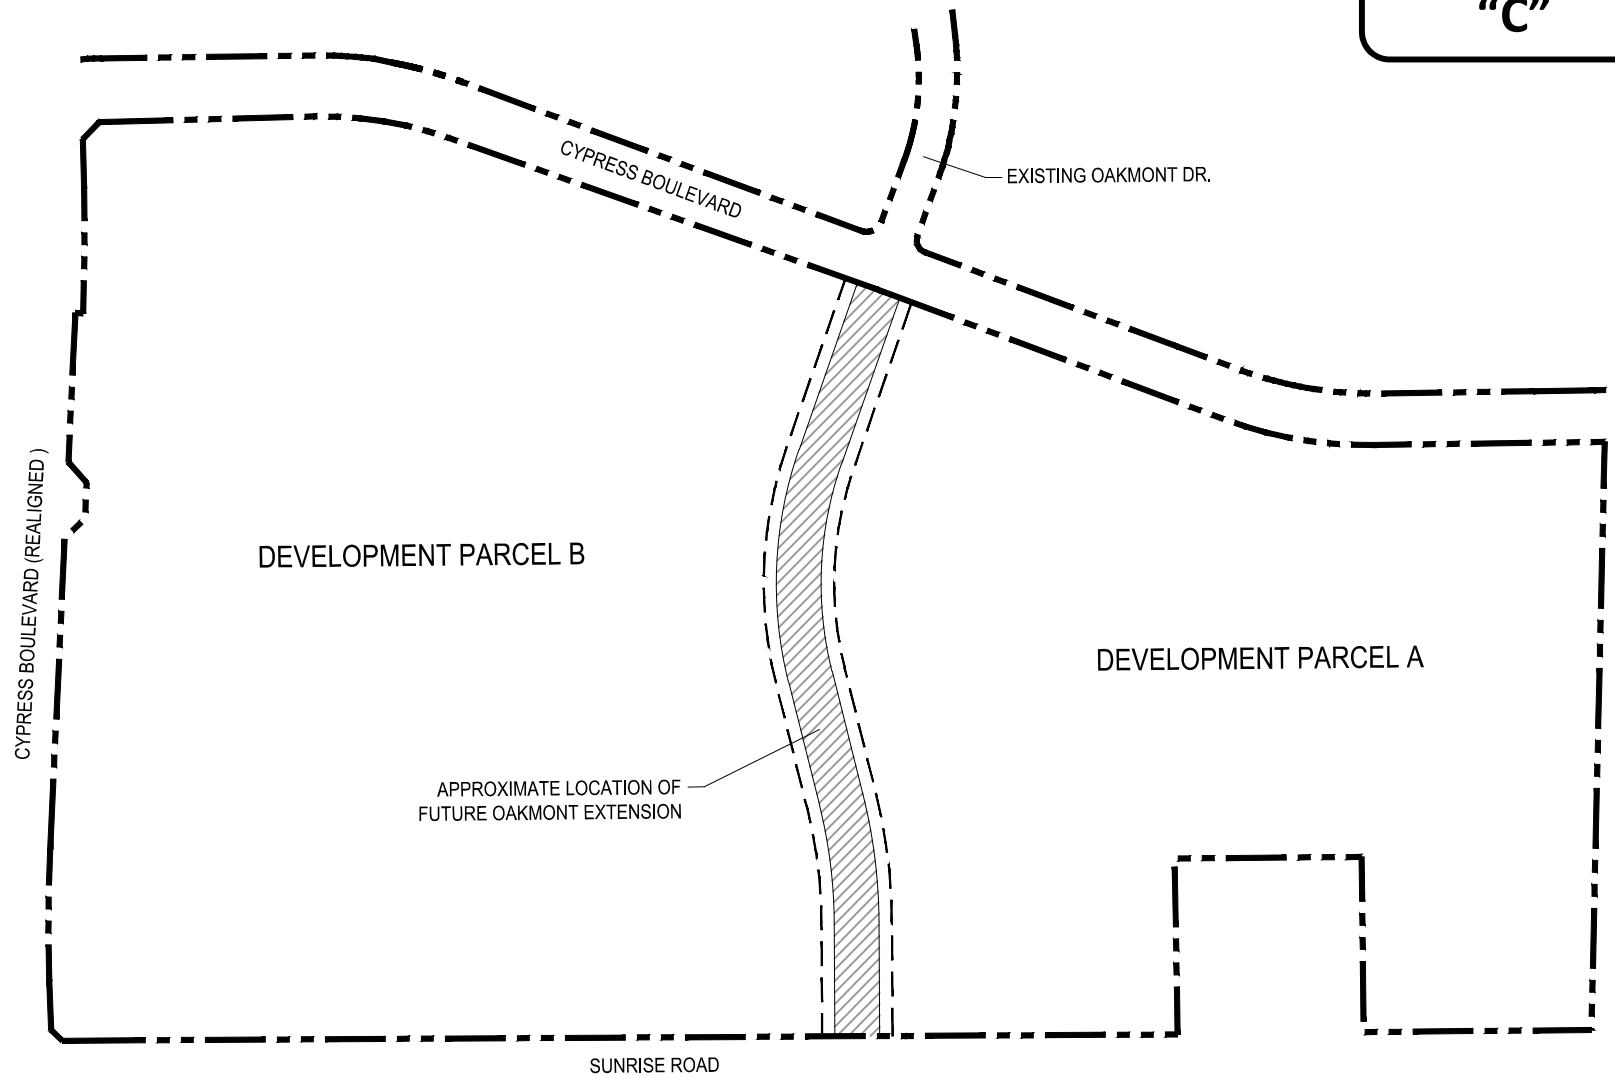 “C”
EXISTING OAKMONT DR.
CYPRESS BOULEVARD
CYPRESS BOULEVARD (REALIGNED )
DEVELOPMENT PARCEL B
DEVELOPMENT PARCEL A
APPROXIMATE LOCATION OF
FUTURE OAKMONT EXTENSION
SUNRISE ROAD